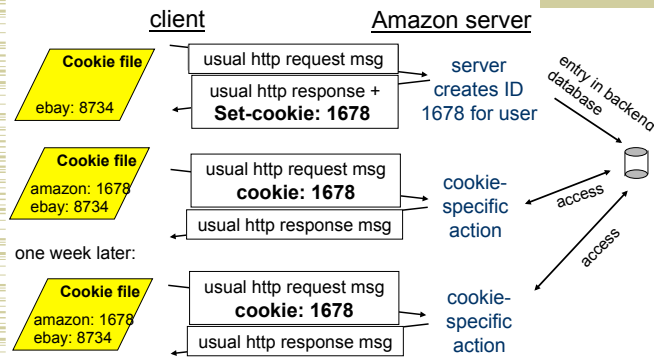 client
Amazon server
Cookie file
ebay: 8734
usual http request msg
usual http response +
Set-cookie: 1678
server
creates ID
1678 for user
entry in backend
database
Cookie file
amazon: 1678
ebay: 8734
usual http request msg
cookie: 1678
usual http response msg
cookie-
specific
action
access
one week later:
access
Cookie file
amazon: 1678
ebay: 8734
usual http request msg
cookie: 1678
usual http response msg
cookie-
specific
action